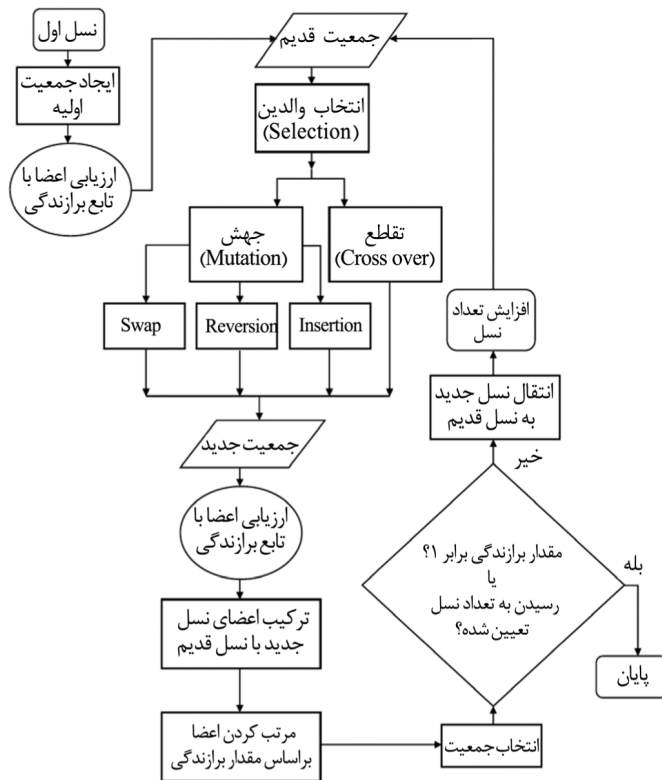 نسل اول
ایجاد جمعیت
اولیه
ارزیابی اعضا با
تابع برازندگی
جمعیت قدیم
انتخاب والدین
(Selection)
جهش
(Mutation)
تقاطع
(Cross over)
Swap
Reversion
Insertion
جمعیت جدید
ارزیابی اعضا با
تابع برازندگی
ترکیب اعضای نسل
جدید با نسل قدیم
مرتب کردن اعضا
براساس مقدار برازندگی
انتخاب جمعیت
مقدار برازندگی برابر ۱؟
یا
رسیدن به تعداد نسل
تعیین شده؟
بله
پایان
خیر
انتقال نسل جدید
به نسل قدیم
افزایش تعداد
نسل